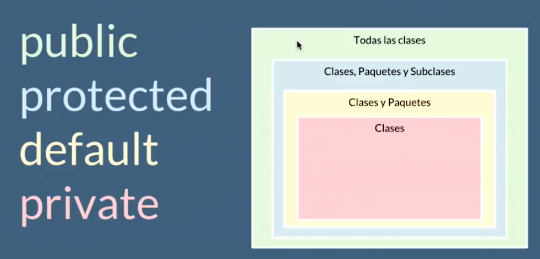 public
protected
default
private
Todas las clases
Clases, Paquetes y Subclases
Clases y Paquetes
Clases